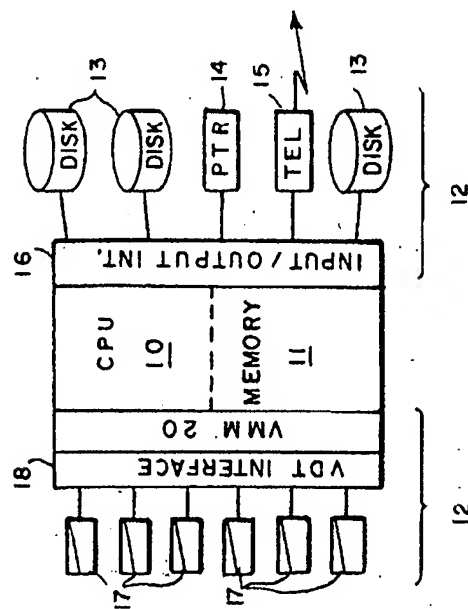 13
DISK
DISK
14
PTR
15
TEL
13
DISK
12
16
INPUT/OUTPUT INT.
CPU
10
MEMORY
11
VMM 20
VDT INTERFACE
18
17
17
17
12